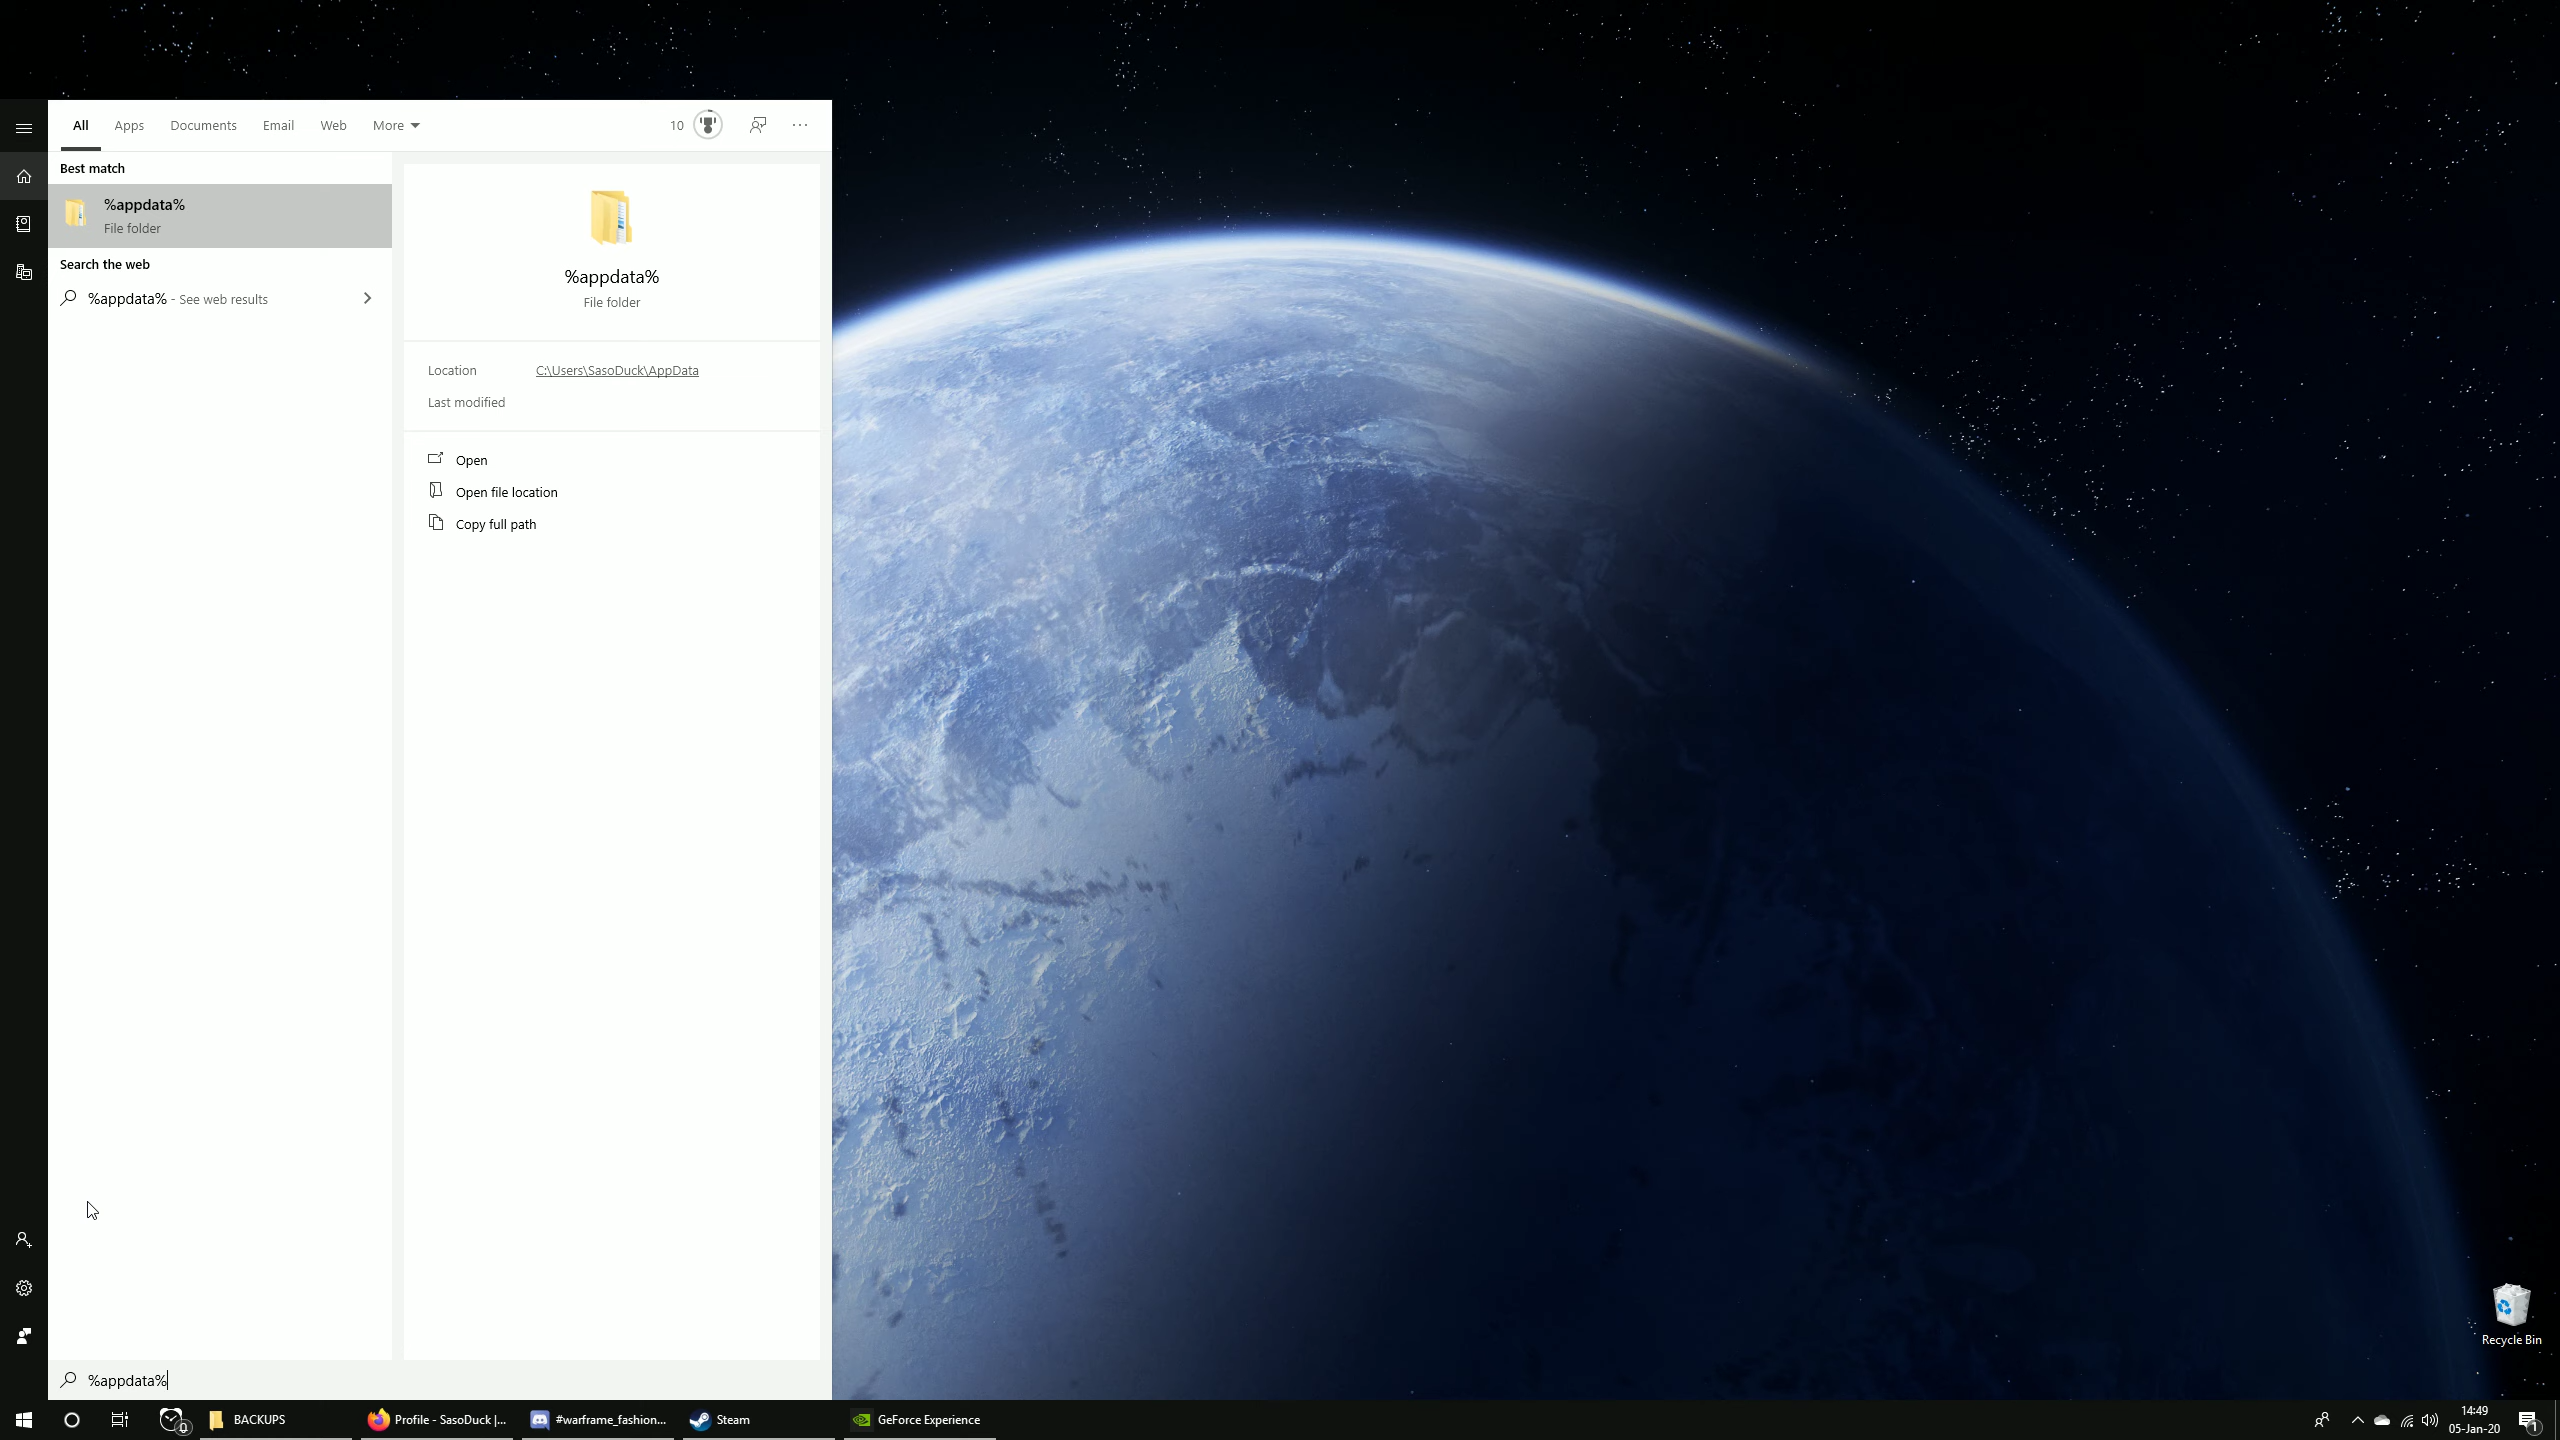 All Apps Documents Email Web More 10
Best match
%appdata%
File folder
Search the web
%appdata% - See web results
%appdata%
File folder
Location C:\Users\SasoDuck\AppData
Last modified
Open
Open file location
Copy full path
%appdata%
Recycle Bin
0 BACKUPS Profile - SasoDuck |... #warframe_fashion... Steam GeForce Experience
14:49
05-Jan-20
1